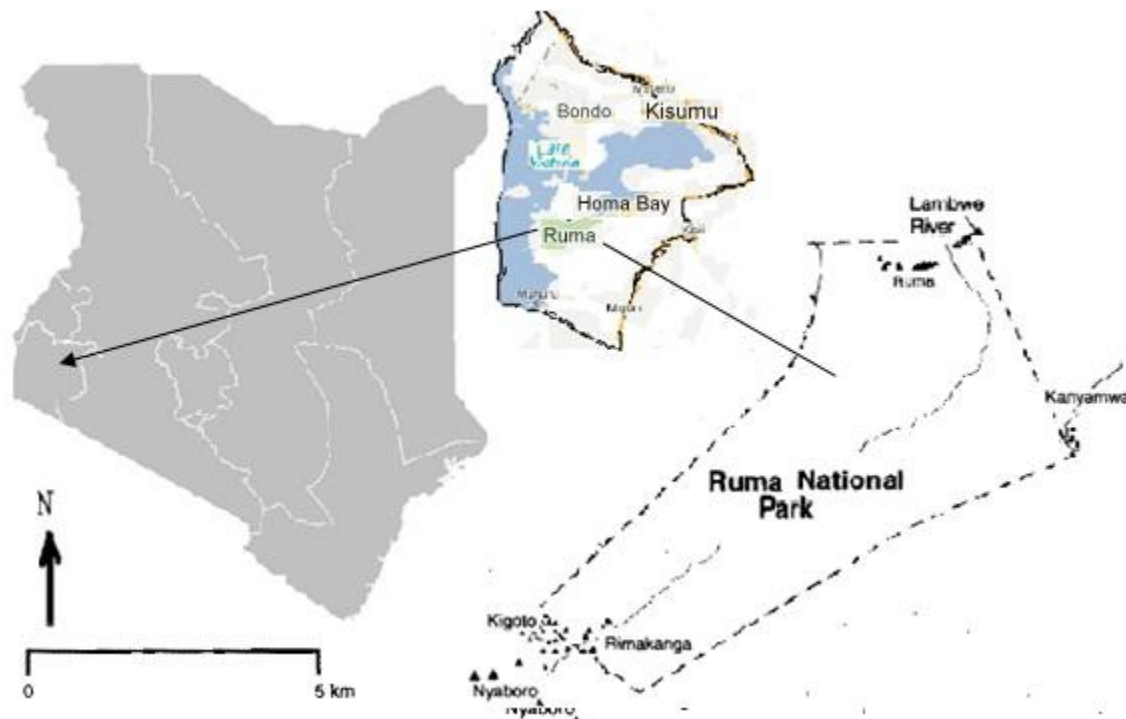 Bondo
Kisumu
Lake
Victoria
Homa Bay
Ruma
Lambwe
River
Ruma
Kanyamwa
Ruma National
Park
N
Kigoto
Rimakanga
Nyaboro
Nyaboro
0
5 km